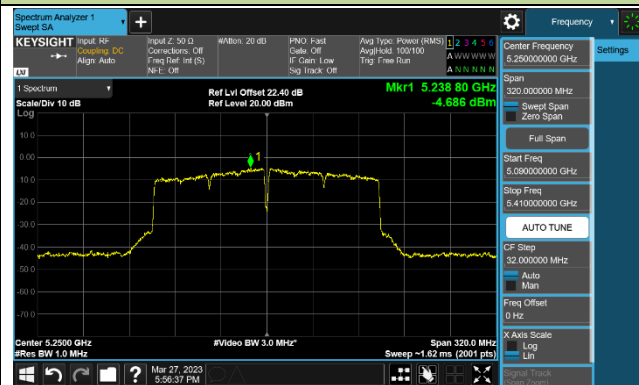 Spectrum Analyzer 1
Swept SA
+
Frequency
KEYSIGHT
Input: RF
Coupling: DC
Align: Auto
Input Z: 50 Ω
Corrections: Off
Freq Ref: Int (S)
NFE: Off
#Atten: 20 dB
PNO: Fast
Gate: Off
IF Gain: Low
Sig Track: Off
Avg Type: Power (RMS)
Avg|Hold: 100/100
Trig: Free Run
1 2 3 4 5 6
A W W W W W
A N N N N N
LXI
Center Frequency
5.250000000 GHz
Settings
Span
320.000000 MHz
Swept Span
Zero Span
Full Span
Start Freq
5.090000000 GHz
Stop Freq
5.410000000 GHz
AUTO TUNE
CF Step
32.000000 MHz
Auto
Man
Freq Offset
0 Hz
X Axis Scale
Log
Lin
Signal Track
(Span Zoom)
1 Spectrum
Scale/Div 10 dB
Log
Ref Lvl Offset 22.40 dB
Ref Level 20.00 dBm
Mkr1 5.238 80 GHz
-4.686 dBm
10.0
0.00
-10.0
-20.0
-30.0
-40.0
-50.0
-60.0
-70.0
1
Center 5.2500 GHz
#Res BW 1.0 MHz
#Video BW 3.0 MHz*
Span 320.0 MHz
Sweep ~1.62 ms (2001 pts)
?
Mar 27, 2023
5:56:37 PM